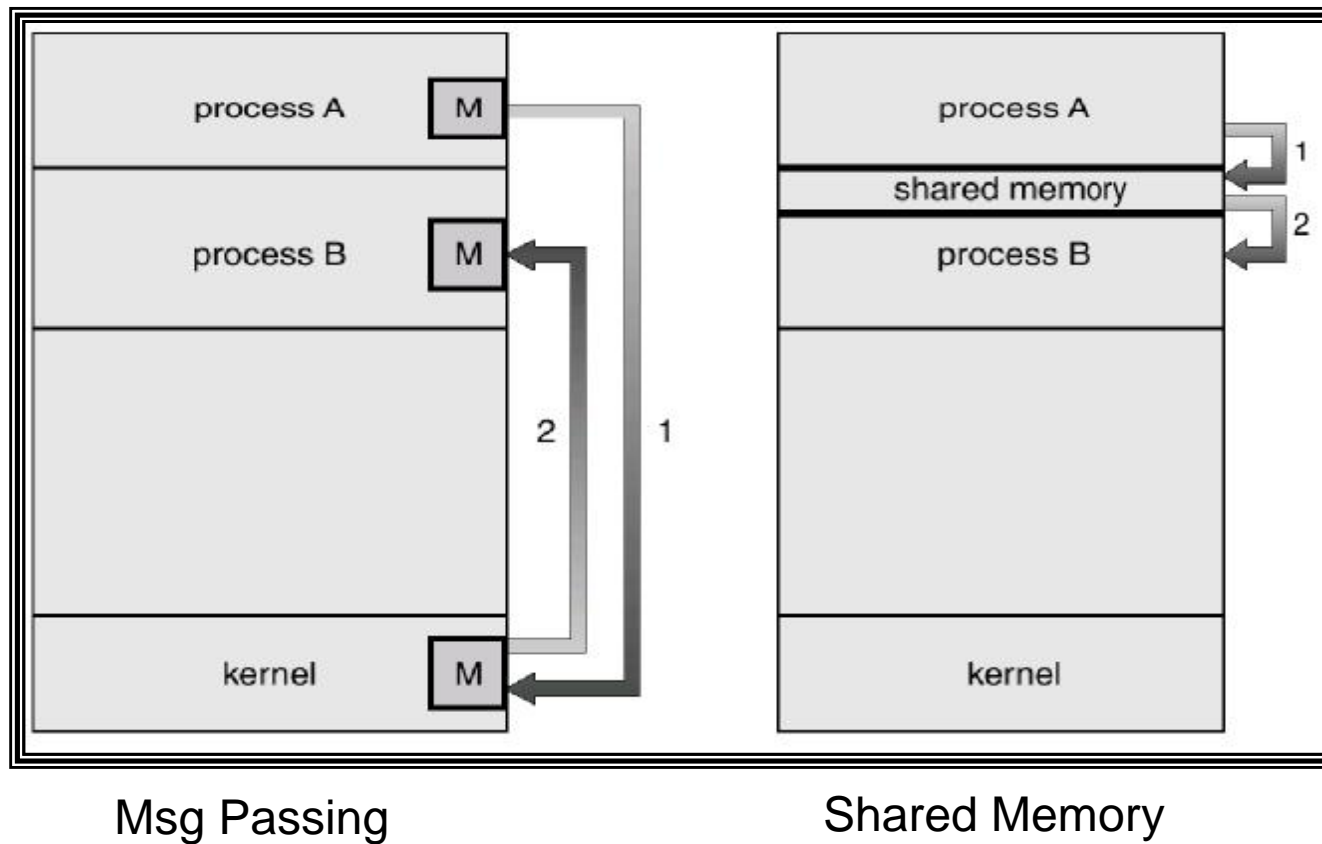 process A
M
process B
M
2
1
kernel
M
process A
1
shared memory
2
process B
kernel
Msg Passing
Shared Memory